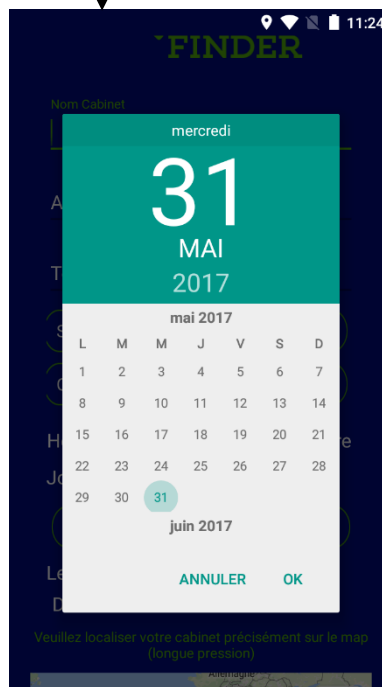 11:24
FINDER
Nom Cabinet
mercredi
31
MAI
2017
mai 2017
L M M J V S D
1 2 3 4 5 6 7
8 9 10 11 12 13 14
15 16 17 18 19 20 21
22 23 24 25 26 27 28
29 30 31
juin 2017
ANNULER OK
Veuillez localiser votre cabinet précisément sur le map
(longue pression)
Allemagne